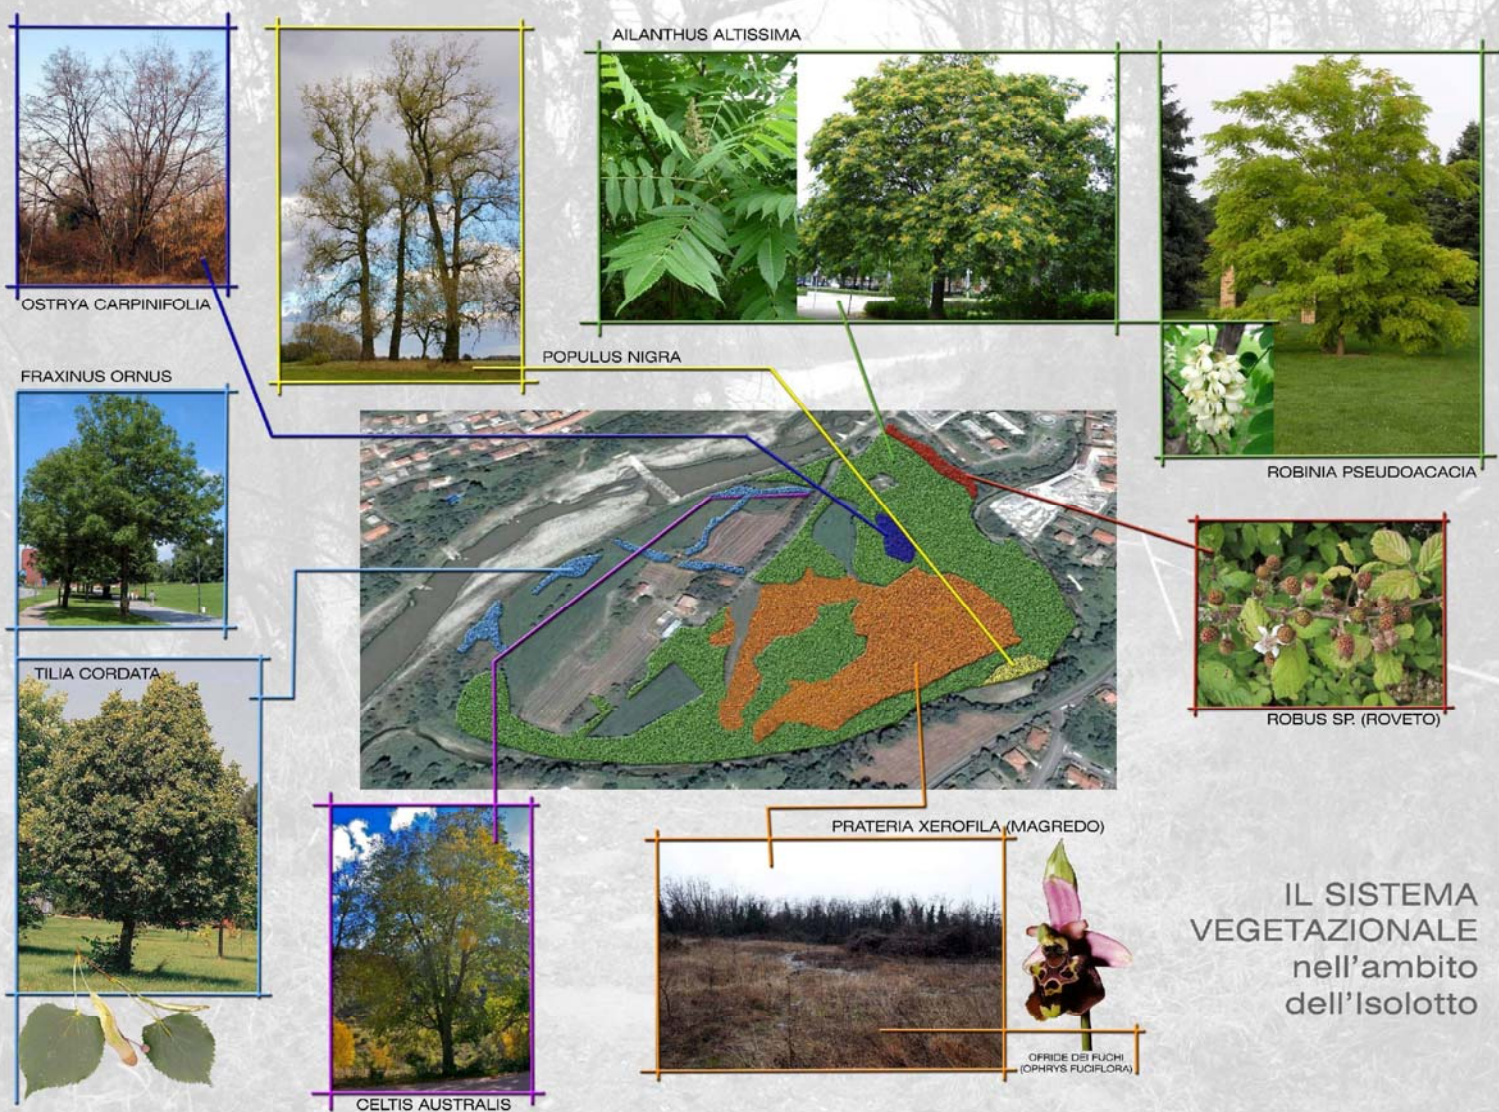 AILANTHUS ALTISSIMA
OSTRYA CARPINIFOLIA
POPULUS NIGRA
FRAXINUS ORNUS
ROBINIA PSEUDOACACIA
TILIA CORDATA
ROBUS SP. (ROVETO)
PRATERIA XEROFILA (MAGREDO)
IL SISTEMA
VEGETAZIONALE
nell'ambito
dell'Isolotto
OFRIDE DEI FUCHI
(OPHRYS FUCIFLORA)
CELTIS AUSTRALIS